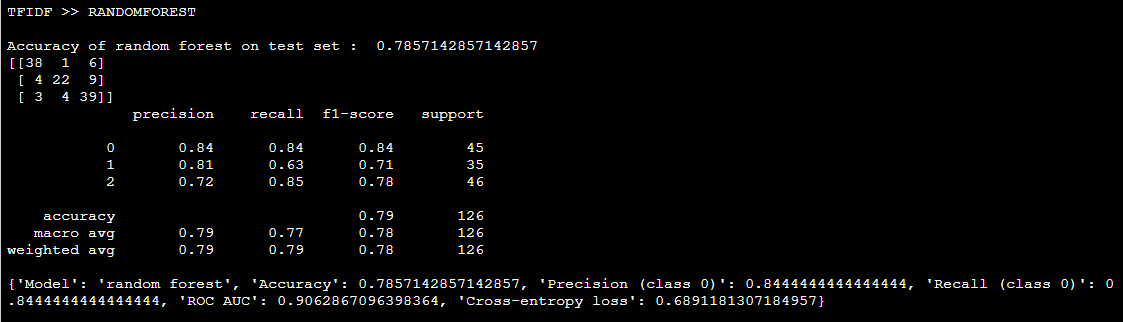 TFIDF >> RANDOMFOREST
Accuracy of random forest on test set :  0.7857142857142857
[[38  1  6]
 [ 4 22  9]
 [ 3  4 39]]
              precision    recall  f1-score   support
           0       0.84      0.84      0.84        45
           1       0.81      0.63      0.71        35
           2       0.72      0.85      0.78        46
    accuracy                           0.79       126
   macro avg       0.79      0.77      0.78       126
weighted avg       0.79      0.79      0.78       126
{'Model': 'random forest', 'Accuracy': 0.7857142857142857, 'Precision (class 0)': 0.8444444444444444, 'Recall (class 0)': 0
.8444444444444444, 'ROC AUC': 0.9062867096398364, 'Cross-entropy loss': 0.6891181307184957}